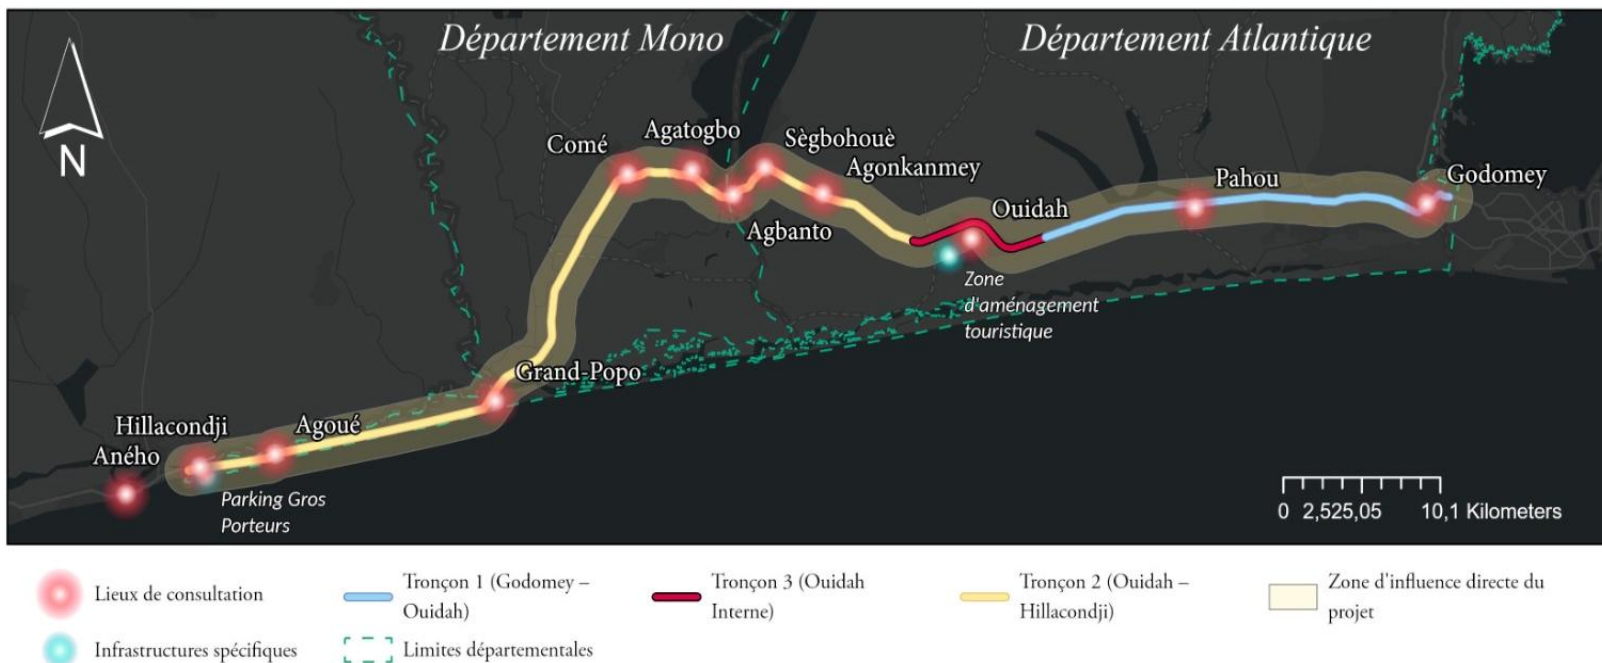 Département Mono
Département Atlantique
N
Comé
Agatogbo
Sègbohouè
Agonkanmey
Agbanto
Ouidah
Pahou
Godomey
Zone
d'aménagement
touristique
Grand-Popo
Hillacondji
Agoué
Aného
Parking Gros
Porteurs
0 2,525,05 10,1 Kilometers
Lieux de consultation
Tronçon 1 (Godomey –
Ouidah)
Tronçon 3 (Ouidah
Interne)
Tronçon 2 (Ouidah –
Hillacondji)
Zone d'influence directe du
projet
Infrastructures spécifiques
Limites départementales